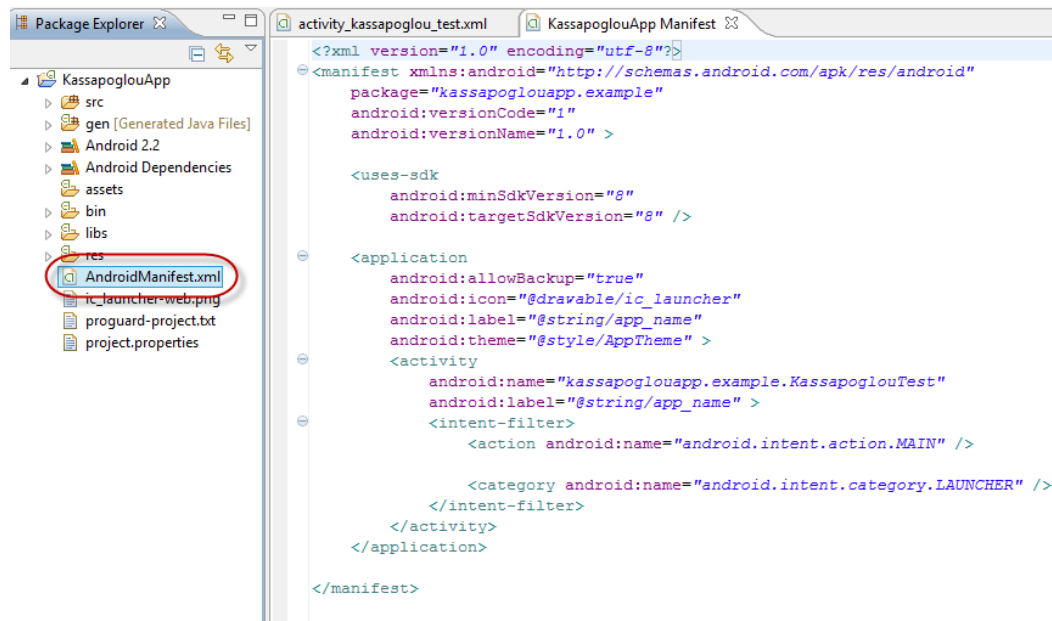 Package Explorer
KassapoglouApp
src
gen [Generated Java Files]
Android 2.2
Android Dependencies
assets
bin
libs
res
AndroidManifest.xml
ic_launcher-web.png
proguard-project.txt
project.properties
activity_kassapoglou_test.xml
KassapoglouApp Manifest
<?xml version="1.0" encoding="utf-8"?>
<manifest xmlns:android="http://schemas.android.com/apk/res/android"
package="kassapoglouapp.example"
android:versionCode="1"
android:versionName="1.0" >
<uses-sdk
android:minSdkVersion="8"
android:targetSdkVersion="8" />
<application
android:allowBackup="true"
android:icon="@drawable/ic_launcher"
android:label="@string/app_name"
android:theme="@style/AppTheme" >
<activity
android:name="kassapoglouapp.example.KassapoglouTest"
android:label="@string/app_name" >
<intent-filter>
<action android:name="android.intent.action.MAIN" />
<category android:name="android.intent.category.LAUNCHER" />
</intent-filter>
</activity>
</application>
</manifest>